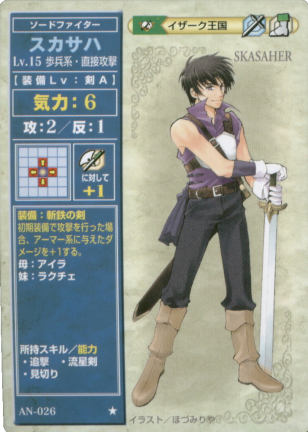 ソードファイター
スカサハ
Lv.15 歩兵系・直接攻撃
【装備Lv：剣A】
気力：6
攻：2／反：1
に対して
+1
装備：斬鉄の剣
初期装備で攻撃を行った場
合、アーマー系に与えたダ
メージを+1する。
母：アイラ
妹：ラクチェ
所持スキル／能力
・追撃 ・流星剣
・見切り
AN-026 ★
イザーク王国
SKASAHER
イラスト／ほづみりや